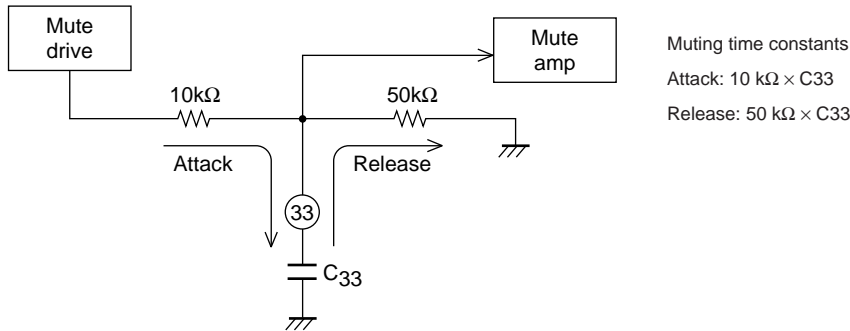 Mute
drive
Mute
amp
Muting time constants
Attack: 10 kΩ × C33
Release: 50 kΩ × C33
10kΩ
50kΩ
Attack
Release
33
C33